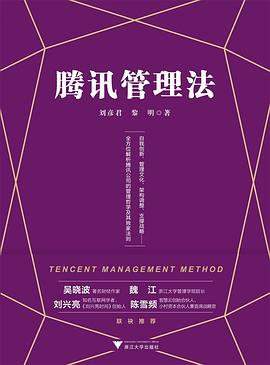 腾讯管理法
刘彦君 黎 明◎著
自我创新、管理文化、架构调整、支撑战略——
全方位解析腾讯公司的管理哲学及其独家法则
TENCENT MANAGEMENT METHOD
吴晓波 著名财经作家
魏 江 浙江大学管理学院院长
刘兴亮 知名互联网学者、《刘兴亮时间》创始人
陈雪频 智慧云创始合伙人、小村资本合伙人兼首席战略官
联袂推荐
浙江大学出版社